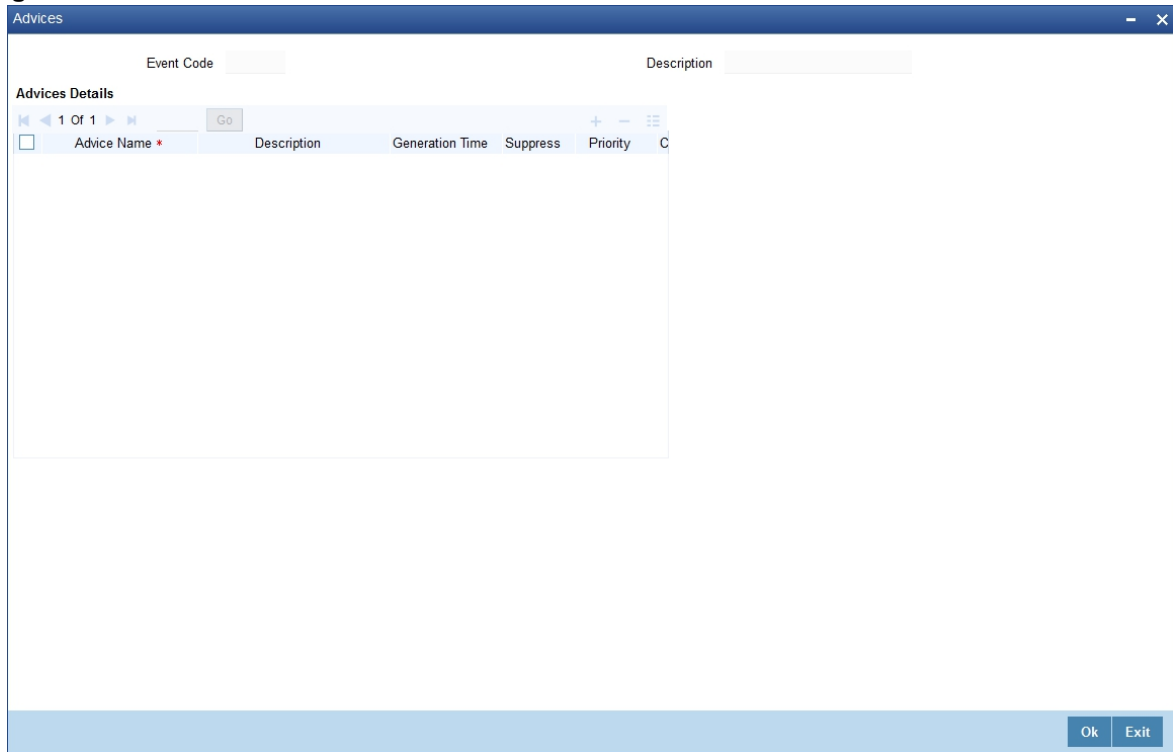 Advices
Event Code
Description
Advices Details
1 Of 1 Go
Advice Name * Description Generation Time Suppress Priority C
Ok Exit